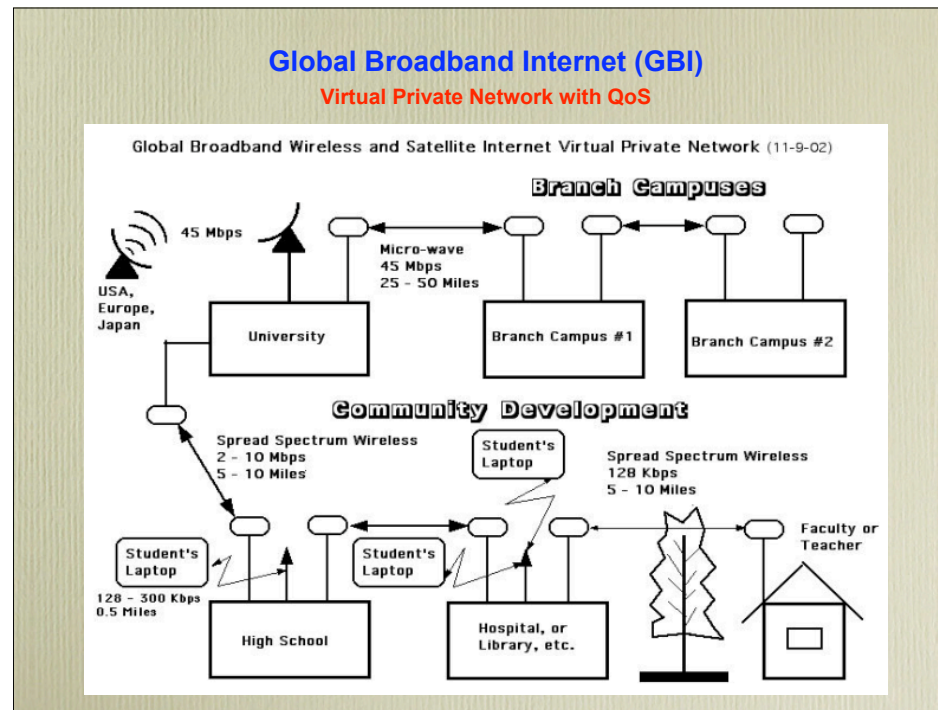 Global Broadband Internet (GBI)
Virtual Private Network with QoS
Global Broadband Wireless and Satellite Internet Virtual Private Network (11-9-02)
Branch Campuses
45 Mbps
Micro-wave
45 Mbps
25 - 50 Miles
USA,
Europe,
Japan
University
Branch Campus #1
Branch Campus #2
Community Development
Spread Spectrum Wireless
2 - 10 Mbps
5 - 10 Miles
Student's
Laptop
Spread Spectrum Wireless
128 Kbps
5 - 10 Miles
Student's
Laptop
Student's
Laptop
Faculty or
Teacher
128 - 300 Kbps
0.5 Miles
High School
Hospital, or
Library, etc.